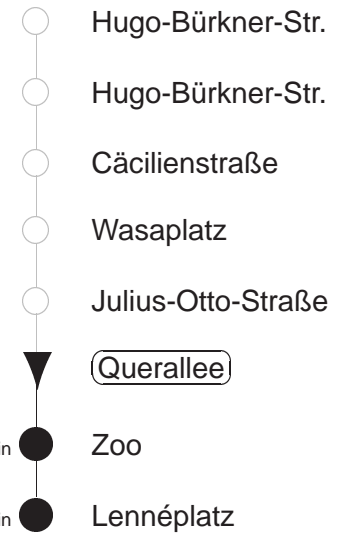 Hugo-Bürkner-Str.
Hugo-Bürkner-Str.
Cäcilienstraße
Wasaplatz
Julius-Otto-Straße
Querallee
Zoo
Lennéplatz